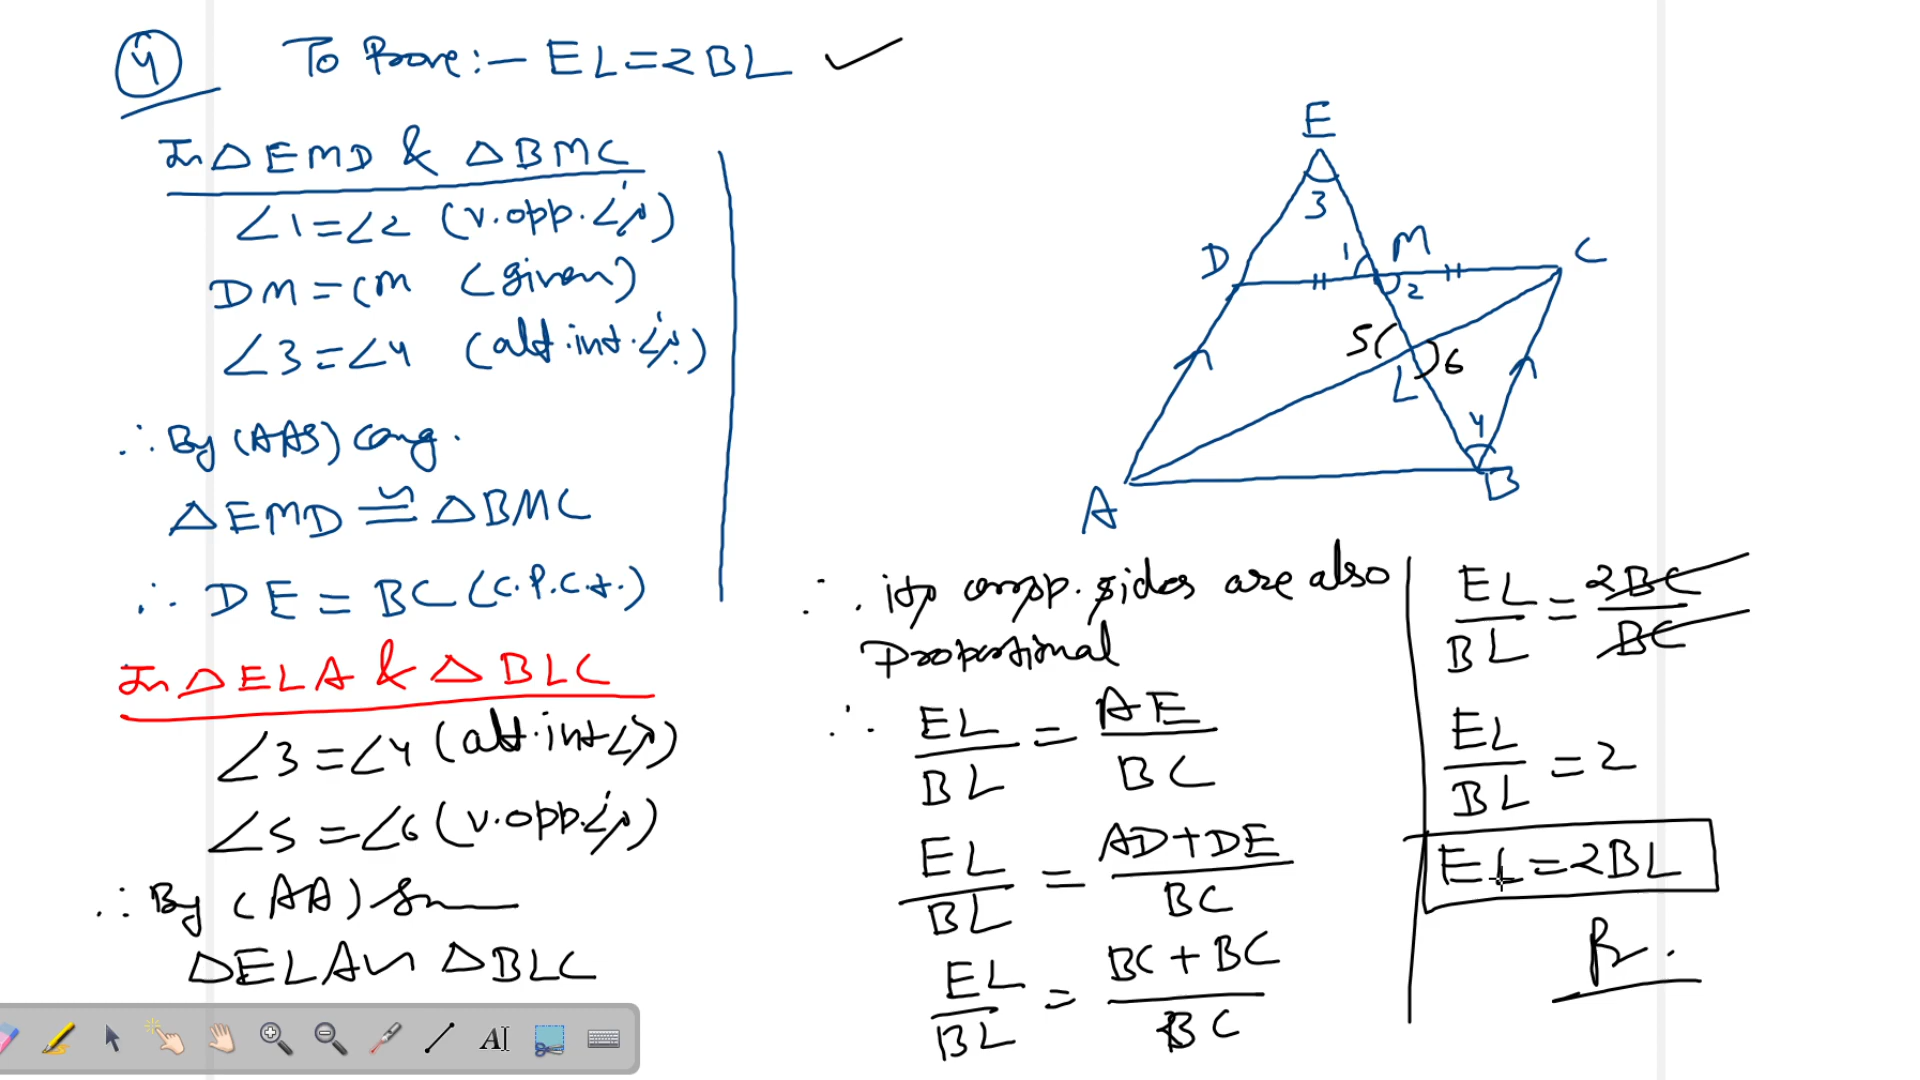 4 To Prove:- EL=2BL ✓
In △EMD & △BMC
∠1=∠2 (v.opp.∠s)
DM=CM (given)
∠3=∠4 (alt.int.∠s)
∴ By (AAS) cong.
△EMD ≅ △BMC
∴ DE = BC (C.P.C.t.)
In △ELA & △BLC
∠3=∠4 (alt.int∠s)
∠5=∠6 (v.opp.∠s)
∴ By (AA)
△ELA ~ △BLC
E
3
D 1 M C
2
5 6
L
4
A B
∴ its corresp. sides are also
Proportional
∴ EL/BL = AE/BC
EL/BL = AD+DE/BC
EL/BL = BC+BC/BC
EL/BL = 2BC/BC
EL/BL = 2
EL=2BL
AI